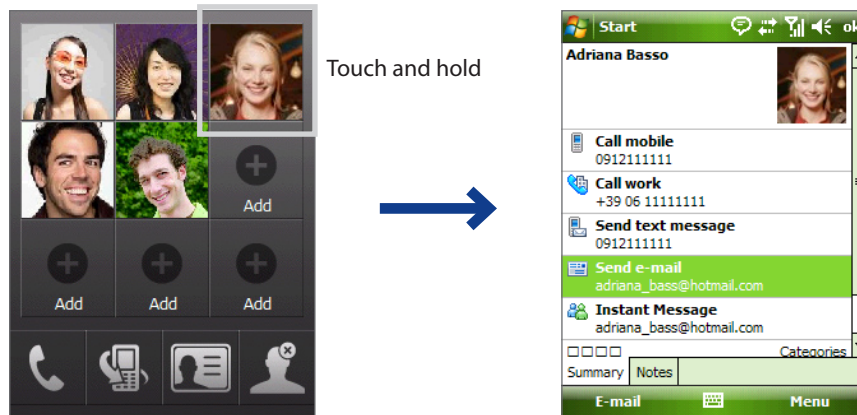 Touch and hold
Add
Add
Add
Add
Start
ok
Adriana Basso
Call mobile
0912111111
Call work
+39 06 11111111
Send text message
0912111111
Send e-mail
adriana_bass@hotmail.com
Instant Message
adriana_bass@hotmail.com
□□□□ Categories
Summary Notes
E-mail Menu